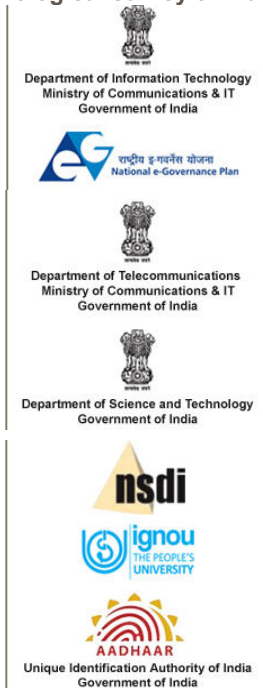 Department of Information Technology
Ministry of Communications & IT
Government of India
राष्ट्रीय इ-गवर्नेंस योजना
National e-Governance Plan
Department of Telecommunications
Ministry of Communications & IT
Government of India
Department of Science and Technology
Government of India
nsdi
ignou
THE PEOPLE'S
UNIVERSITY
AADHAAR
Unique Identification Authority of India
Government of India